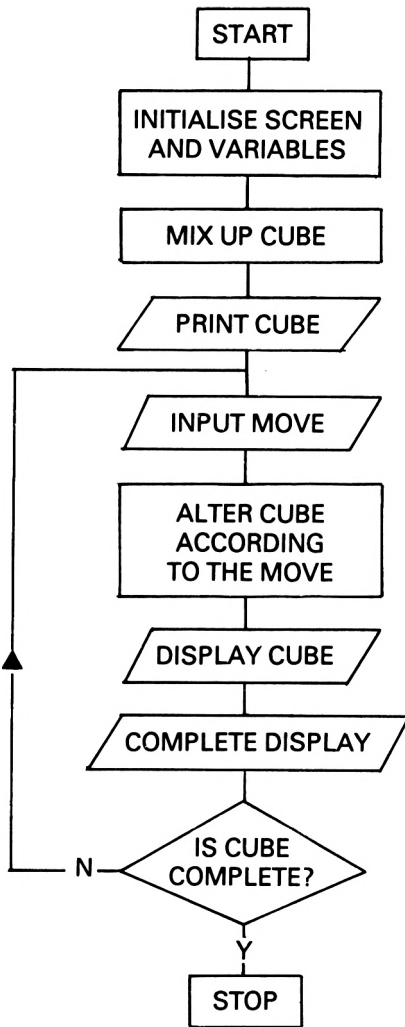 START
INITIALISE SCREEN
AND VARIABLES
MIX UP CUBE
PRINT CUBE
INPUT MOVE
ALTER CUBE
ACCORDING
TO THE MOVE
DISPLAY CUBE
COMPLETE DISPLAY
IS CUBE
COMPLETE?
N
Y
STOP